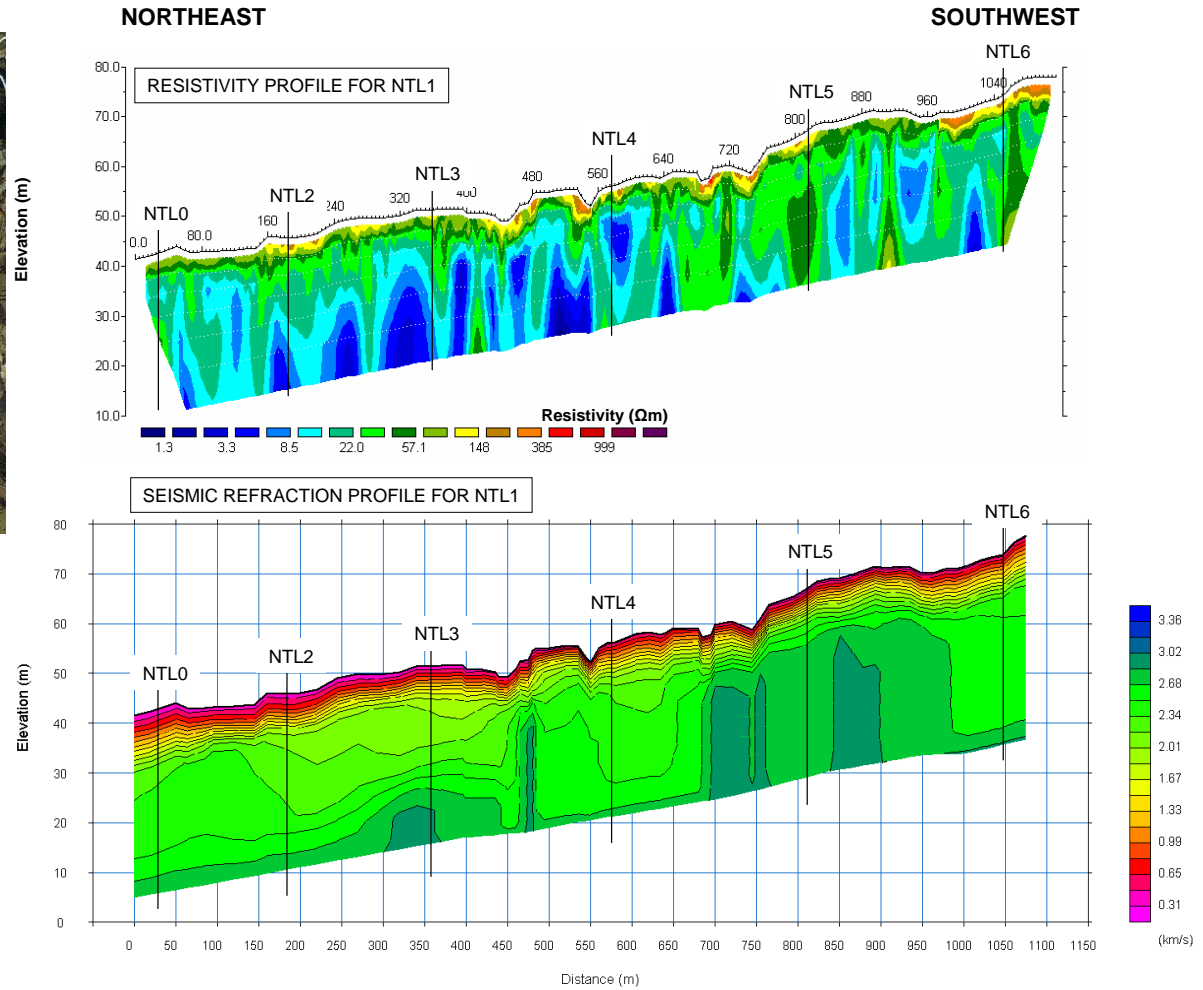 NORTHEAST SOUTHWEST
RESISTIVITY PROFILE FOR NTL1
Elevation (m)
80.0
70.0
60.0
50.0
40.0
30.0
20.0
10.0
NTL0 NTL2 NTL3 NTL4 NTL5 NTL6
0.0 80.0 160 240 320 400 480 560 640 720 800 880 960 1040
Resistivity (Ωm)
1.3 3.3 8.5 22.0 57.1 148 385 999
SEISMIC REFRACTION PROFILE FOR NTL1
Elevation (m)
80
70
60
50
40
30
20
10
0
NTL0 NTL2 NTL3 NTL4 NTL5 NTL6
0 50 100 150 200 250 300 350 400 450 500 550 600 650 700 750 800 850 900 950 1000 1050 1100 1150
Distance (m)
3.36
3.02
2.68
2.34
2.01
1.67
1.33
0.99
0.65
0.31
(km/s)